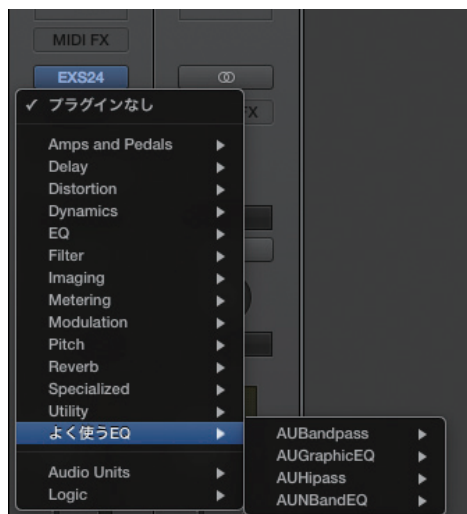 MIDI FX
EXS24
FX
✓ プラグインなし
Amps and Pedals
Delay
Distortion
Dynamics
EQ
Filter
Imaging
Metering
Modulation
Pitch
Reverb
Specialized
Utility
よく使うEQ
AUBandpass
AUGraphicEQ
AUHipass
AUNBandEQ
Audio Units
Logic